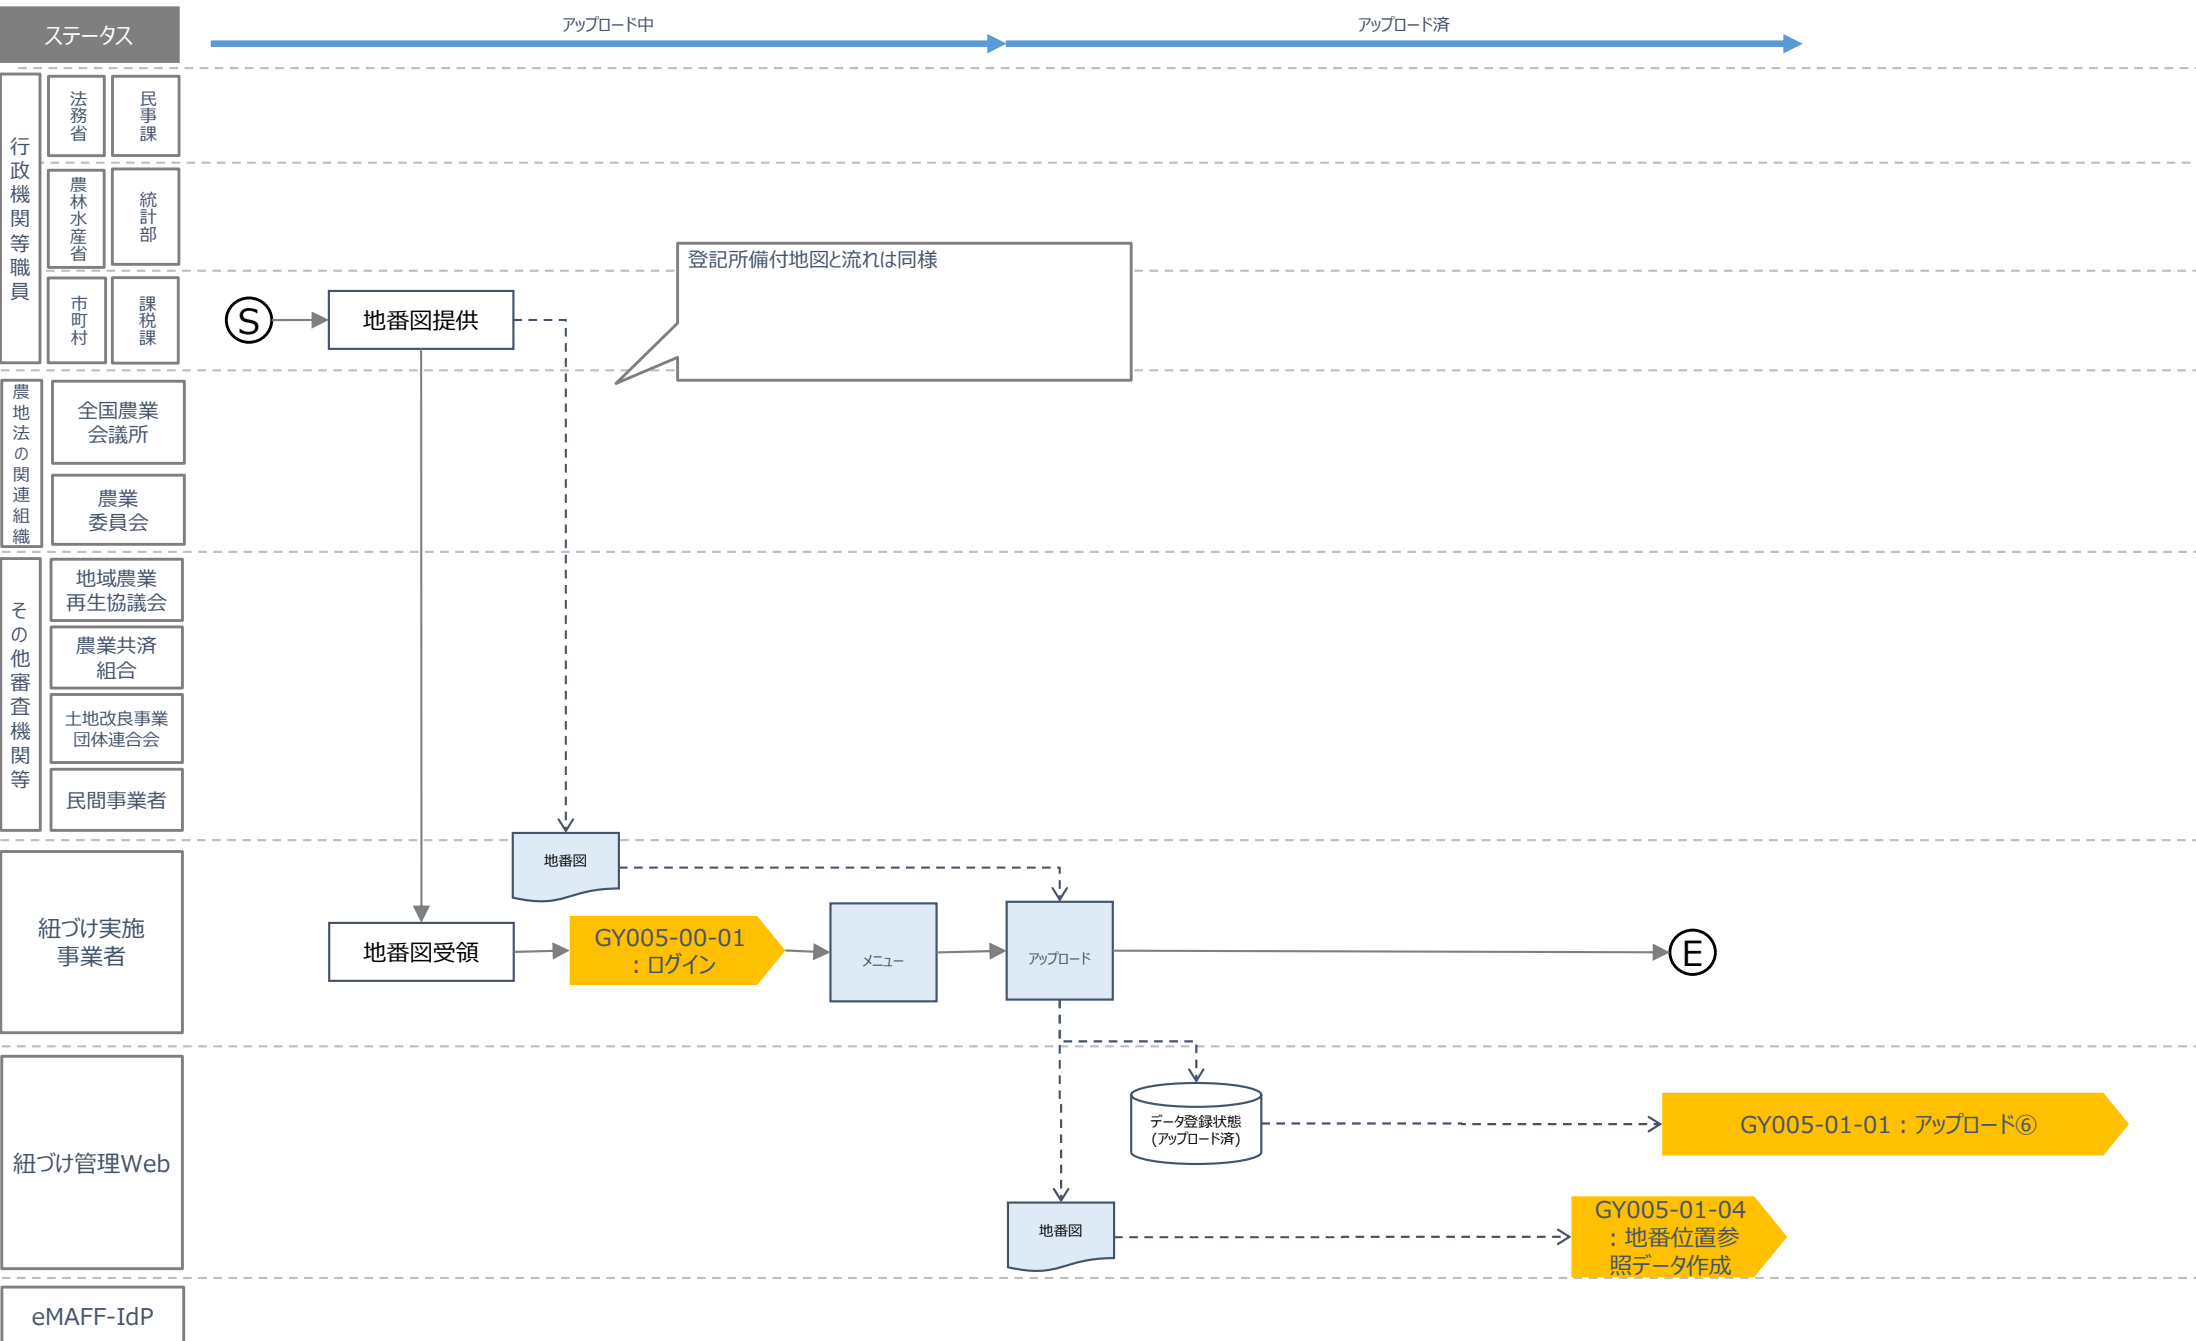 ステータス
アップロード中
アップロード済
行政機関等職員
法務省
民事課
農林水産省
統計部
市町村
課税課
登記所備付地図と流れは同様
S
地番図提供
農地法の関連組織
全国農業
会議所
農業
委員会
その他審査機関等
地域農業
再生協議会
農業共済
組合
土地改良事業
団体連合会
民間事業者
地番図
紐づけ実施
事業者
地番図受領
GY005-00-01
：ログイン
メニュー
アップロード
E
紐づけ管理Web
データ登録状態
(アップロード済)
GY005-01-01：アップロード⑥
地番図
GY005-01-04
：地番位置参
照データ作成
eMAFF-IdP